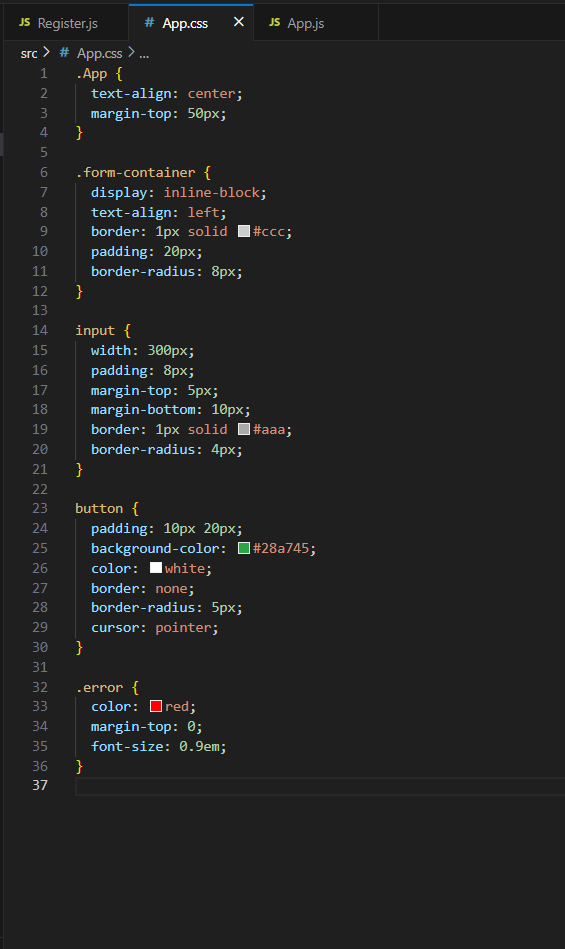 JS Register.js # App.css × JS App.js
src > # App.css > ...
1 .App {
2 text-align: center;
3 margin-top: 50px;
4 }
5
6 .form-container {
7 display: inline-block;
8 text-align: left;
9 border: 1px solid #ccc;
10 padding: 20px;
11 border-radius: 8px;
12 }
13
14 input {
15 width: 300px;
16 padding: 8px;
17 margin-top: 5px;
18 margin-bottom: 10px;
19 border: 1px solid #aaa;
20 border-radius: 4px;
21 }
22
23 button {
24 padding: 10px 20px;
25 background-color: #28a745;
26 color: white;
27 border: none;
28 border-radius: 5px;
29 cursor: pointer;
30 }
31
32 .error {
33 color: red;
34 margin-top: 0;
35 font-size: 0.9em;
36 }
37